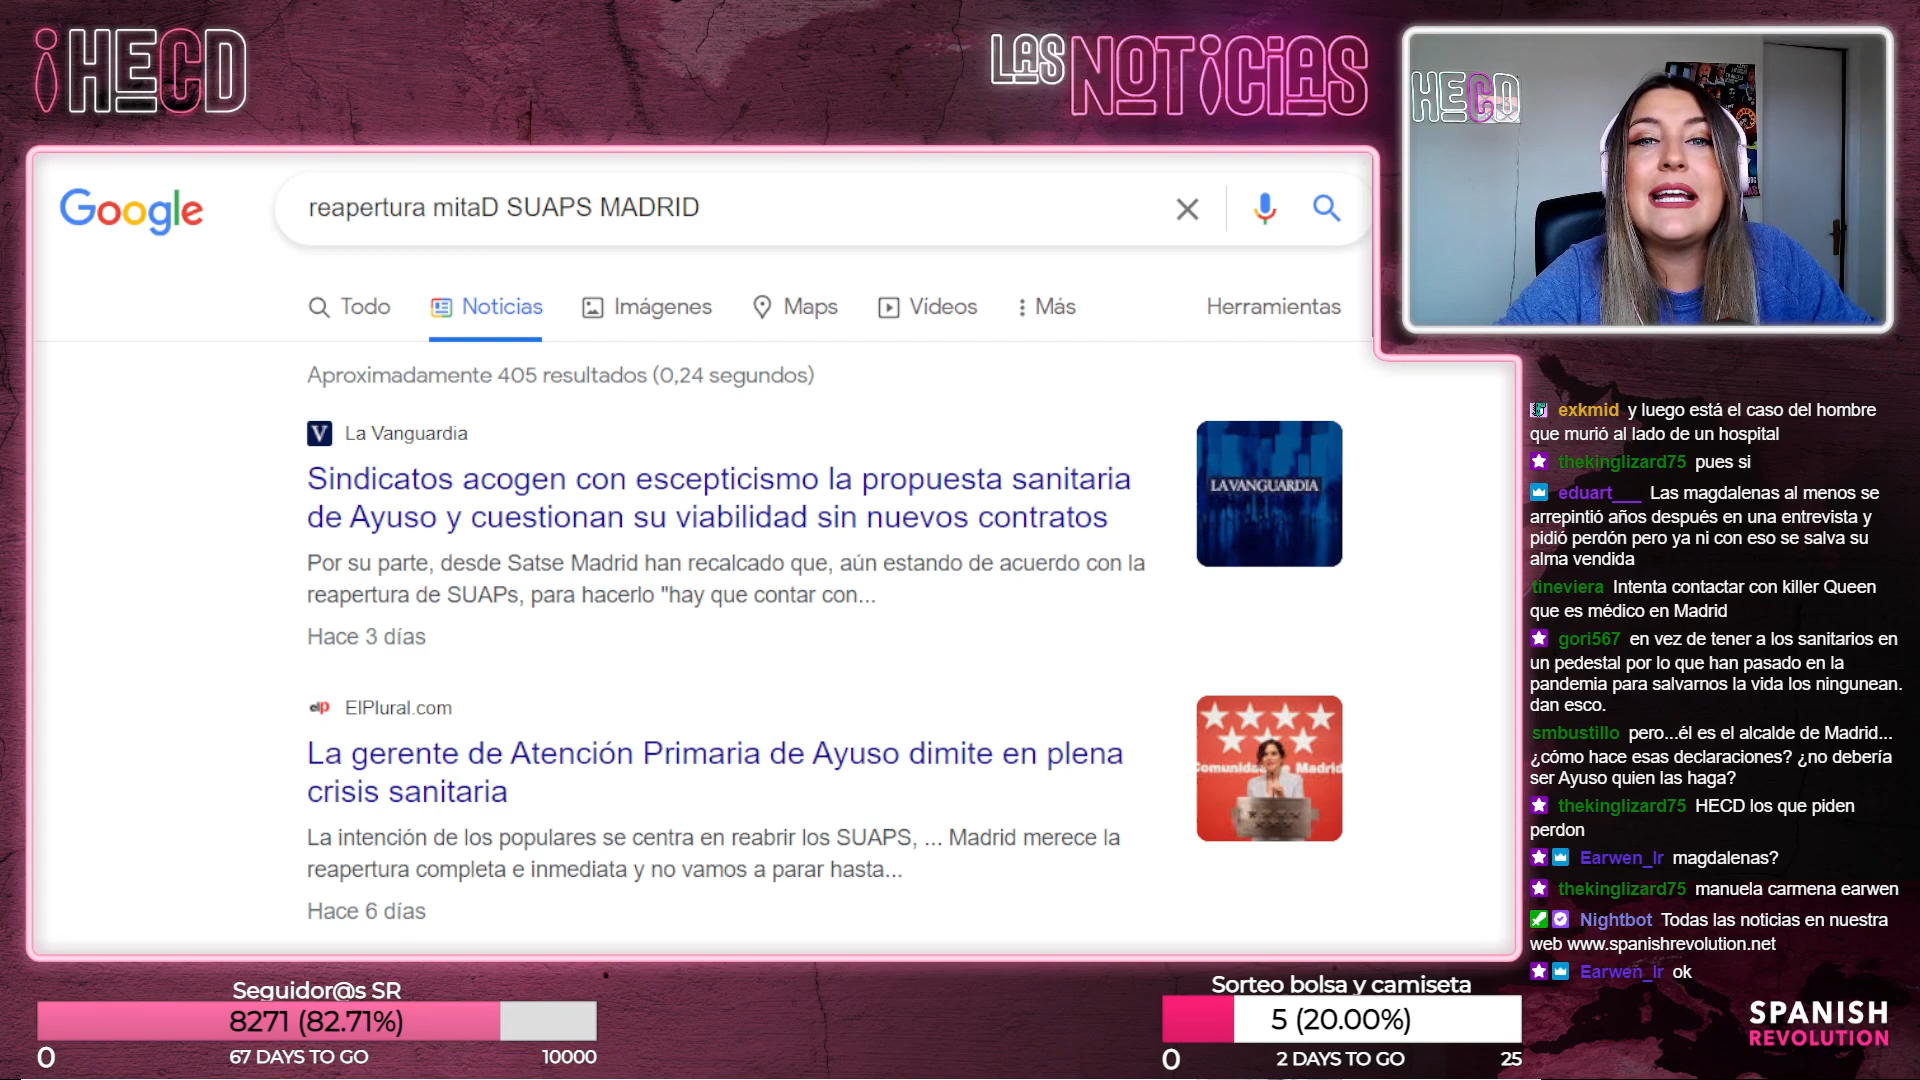 ¡HECD
LAS NOTICIAS
HECD
Google
reapertura mitaD SUAPS MADRID
Todo
Noticias
Imágenes
Maps
Vídeos
Más
Herramientas
Aproximadamente 405 resultados (0,24 segundos)
V La Vanguardia
Sindicatos acogen con escepticismo la propuesta sanitaria
de Ayuso y cuestionan su viabilidad sin nuevos contratos
Por su parte, desde Satse Madrid han recalcado que, aún estando de acuerdo con la
reapertura de SUAPs, para hacerlo "hay que contar con...
Hace 3 días
LA VANGUARDIA
elp ElPlural.com
La gerente de Atención Primaria de Ayuso dimite en plena
crisis sanitaria
La intención de los populares se centra en reabrir los SUAPS, ... Madrid merece la
reapertura completa e inmediata y no vamos a parar hasta...
Hace 6 días
Comunidad de Madrid
exkmid y luego está el caso del hombre
que murió al lado de un hospital
thekinglizard75 pues si
eduart___ Las magdalenas al menos se
arrepintió años después en una entrevista y
pidió perdón pero ya ni con eso se salva su
alma vendida
tineviera Intenta contactar con killer Queen
que es médico en Madrid
gori567 en vez de tener a los sanitarios en
un pedestal por lo que han pasado en la
pandemia para salvarnos la vida los ningunean.
dan esco.
smbustillo pero...él es el alcalde de Madrid...
¿cómo hace esas declaraciones? ¿no debería
ser Ayuso quien las haga?
thekinglizard75 HECD los que piden
perdon
Earwen_Ir magdalenas?
thekinglizard75 manuela carmena earwen
Nightbot Todas las noticias en nuestra
web www.spanishrevolution.net
Earwen_Ir ok
Seguidor@s SR
8271 (82.71%)
0
67 DAYS TO GO
10000
Sorteo bolsa y camiseta
5 (20.00%)
0
2 DAYS TO GO
25
SPANISH
REVOLUTION